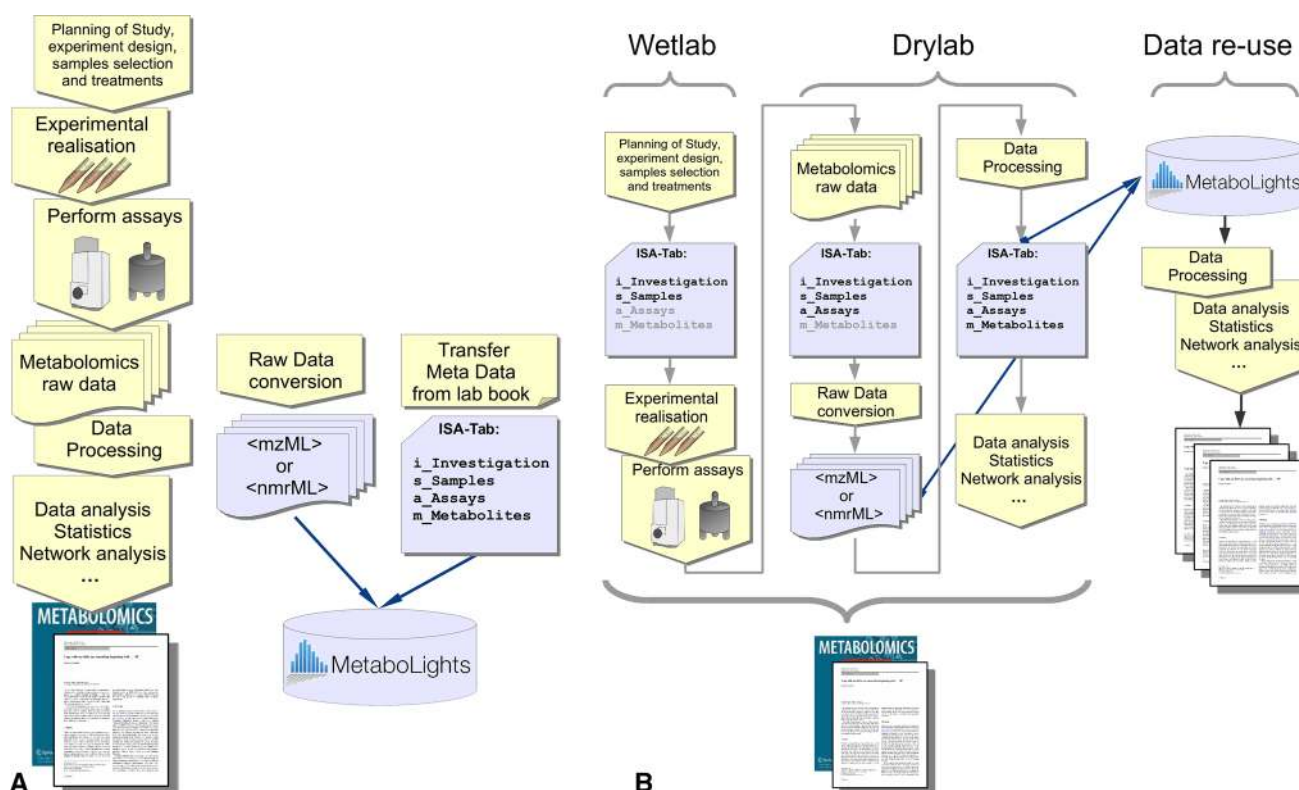 Planning of Study,
experiment design,
samples selection
and treatments
Experimental
realisation
Perform assays
Metabolomics
raw data
Data
Processing
Data analysis
Statistics
Network analysis
...
METABOLOMICS
Raw Data
conversion
<mzML>
or
<nmrML>
Transfer
Meta Data
from lab book
ISA-Tab:
i_Investigation
s_Samples
a_Assays
m_Metabolites
MetaboLights
A
Wetlab
Planning of Study,
experiment design,
samples selection
and treatments
ISA-Tab:
i_Investigation
s_Samples
a_Assays
m_Metabolites
Experimental
realisation
Perform assays
Drylab
Metabolomics
raw data
ISA-Tab:
i_Investigation
s_Samples
a_Assays
m_Metabolites
Raw Data
conversion
<mzML>
or
<nmrML>
Data
Processing
ISA-Tab:
i_Investigation
s_Samples
a_Assays
m_Metabolites
Data analysis
Statistics
Network analysis
...
Data re-use
MetaboLights
Data
Processing
Data analysis
Statistics
Network analysis
...
METABOLOMICS
B